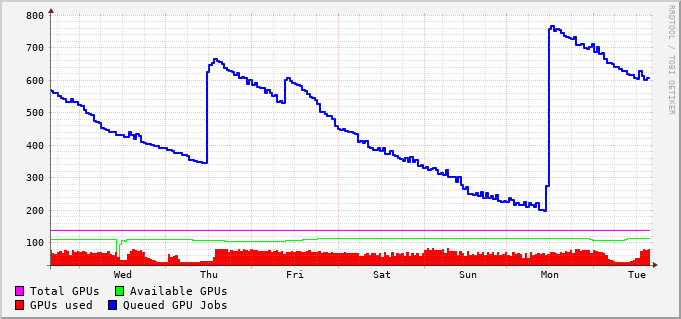 800
700
600
500
400
300
200
100
Wed Thu Fri Sat Sun Mon Tue
Total GPUs Available GPUs
GPUs used Queued GPU Jobs
RRDTOOL / TOBI OETIKER